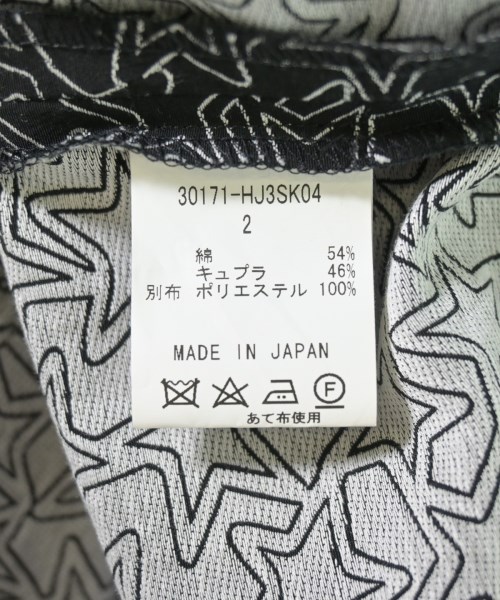 30171-HJ3SK04
2
綿 54%
キュプラ 46%
別布 ポリエステル 100%
MADE IN JAPAN
F
あて布使用